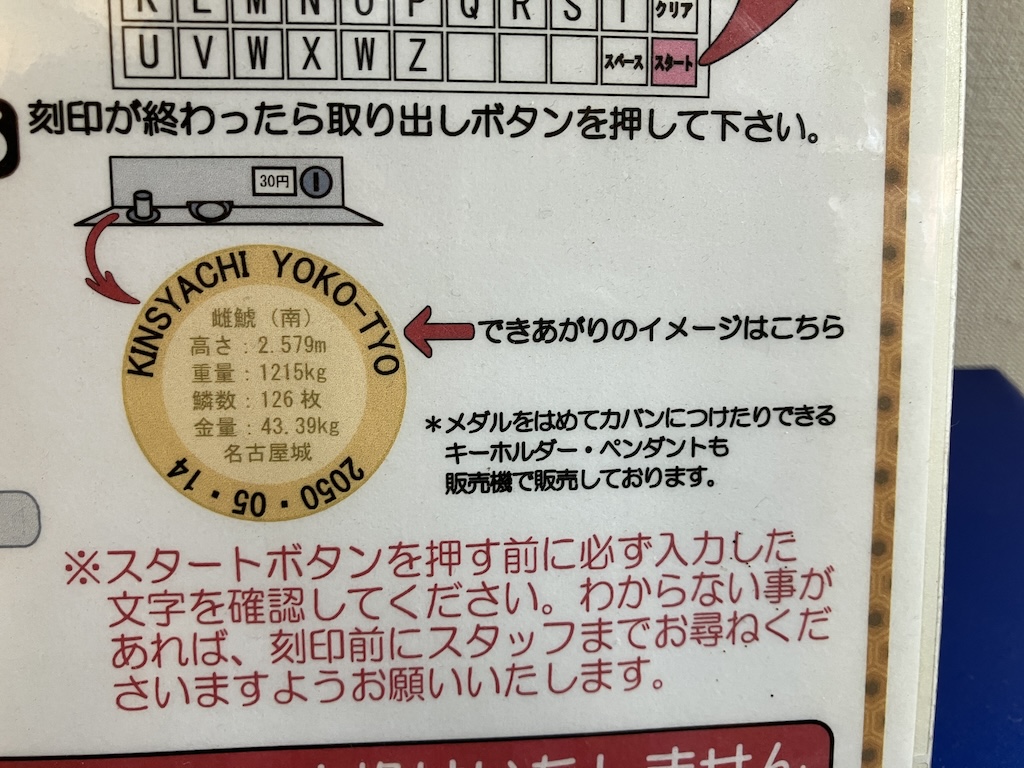 K L M N O P Q R S T クリア
U V W X W Z スペース スタート
刻印が終わったら取り出しボタンを押して下さい。
30円
KINSYACHI YOKO-TYO
雌鯱（南）
高さ：2.579m
重量：1215kg
鱗数：126枚
金量：43.39kg
名古屋城
2050・05・14
できあがりのイメージはこちら
＊メダルをはめてカバンにつけたりできる
キーホルダー・ペンダントも
販売機で販売しております。
※スタートボタンを押す前に必ず入力した
文字を確認してください。わからない事が
あれば、刻印前にスタッフまでお尋ねくだ
さいますようお願いいたします。
いたしません